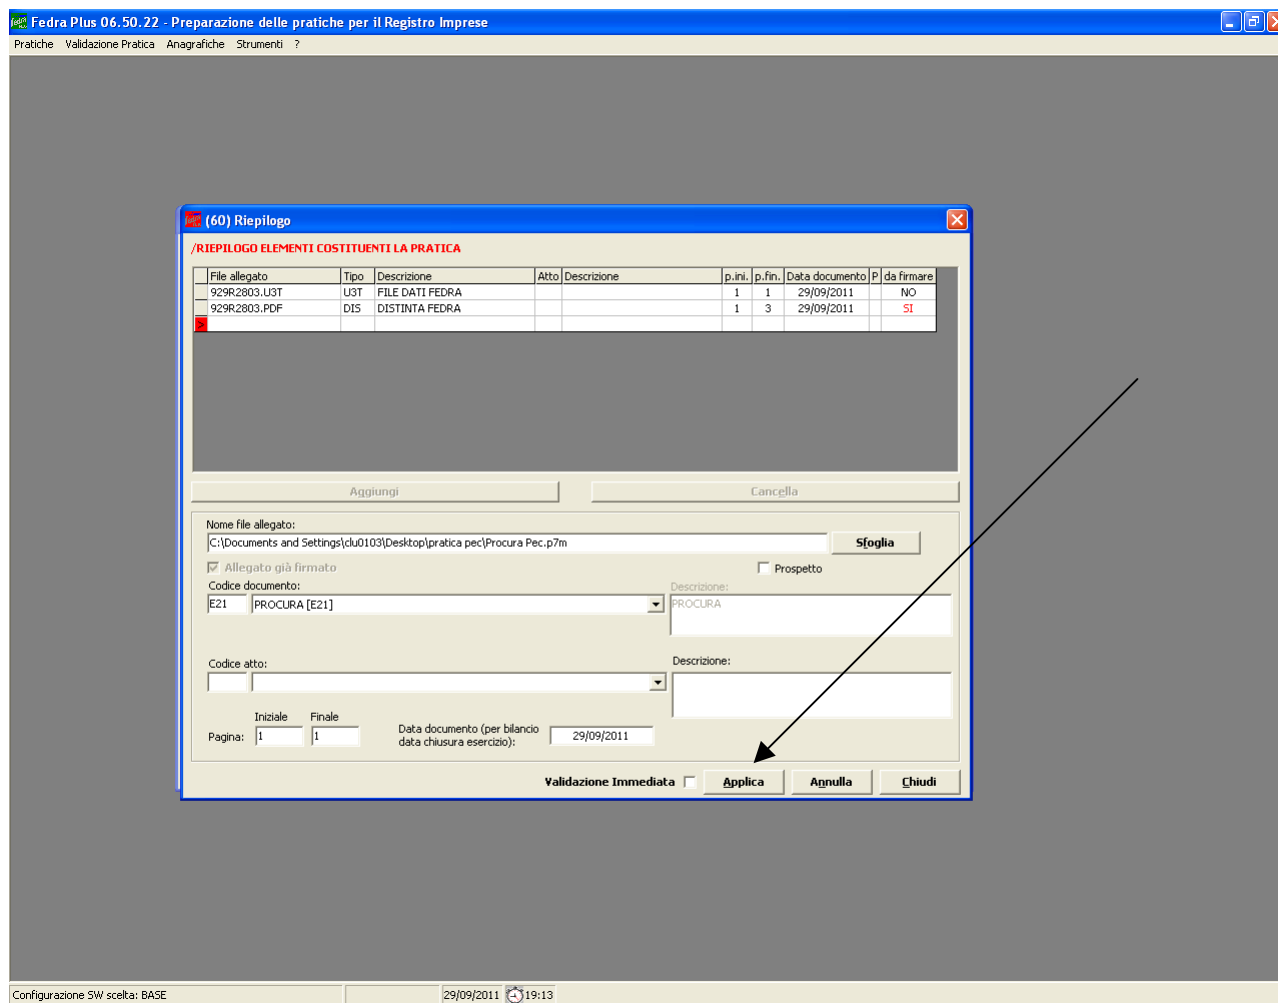 Fedra Plus 06.50.22 - Preparazione delle pratiche per il Registro Imprese
Pratiche Validazione Pratica Anagrafiche Strumenti ?
(60) Riepilogo
/RIEPILOGO ELEMENTI COSTITUENTI LA PRATICA
File allegato Tipo Descrizione Atto Descrizione p.ini. p.fin. Data documento P da firmare
929R2803.U3T U3T FILE DATI FEDRA 1 1 29/09/2011 NO
929R2803.PDF DIS DISTINTA FEDRA 1 3 29/09/2011 SI
>
Aggiungi Cancella
Nome file allegato:
C:\Documents and Settings\clu0103\Desktop\pratica pec\Procura Pec.p7m Sfoglia
Allegato già firmato Prospetto
Codice documento: Descrizione:
E21 PROCURA [E21] PROCURA
Codice atto: Descrizione:
Iniziale Finale
Pagina: 1 1 Data documento (per bilancio data chiusura esercizio): 29/09/2011
Validazione Immediata Applica Annulla Chiudi
Configurazione SW scelta: BASE 29/09/2011 19:13